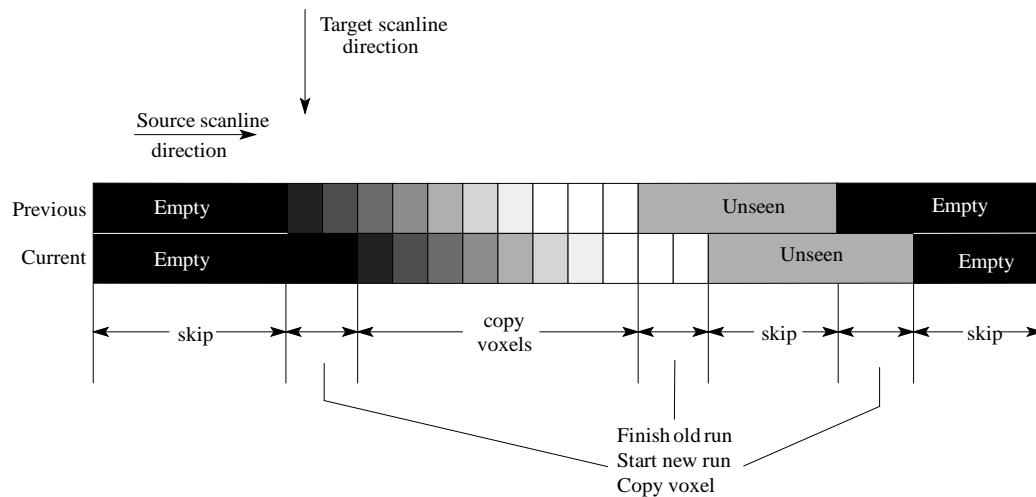 Target scanline
direction
Source scanline
direction
Previous Empty Unseen Empty
Current Empty Unseen Empty
skip copy voxels skip skip
Finish old run
Start new run
Copy voxel